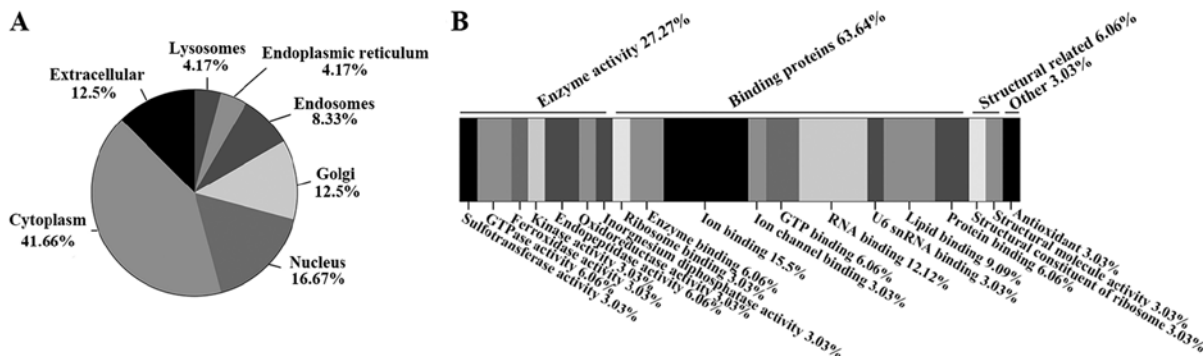 A
Lysosomes
4.17%
Endoplasmic reticulum
4.17%
Extracellular
12.5%
Endosomes
8.33%
Golgi
12.5%
Cytoplasm
41.66%
Nucleus
16.67%
B
Enzyme activity 27.27%
Binding proteins 63.64%
Structural related 6.06%
Other 3.03%
Sulfotransferase activity 3.03%
GTPase activity 6.06%
Ferroxidase activity 3.03%
Kinase activity 3.03%
Endopeptidase activity 6.06%
Oxidoreductase activity 3.03%
Inorgnesium diphosphatase activity 3.03%
Ribosome binding 3.03%
Enzyme binding 6.06%
Ion binding 15.5%
Ion channel binding 3.03%
GTP binding 6.06%
RNA binding 12.12%
U6 snRNA binding 3.03%
Lipid binding 9.09%
Protein binding 6.06%
Structural constituent of ribosome 3.03%
Structural molecule activity 3.03%
Antioxidant 3.03%